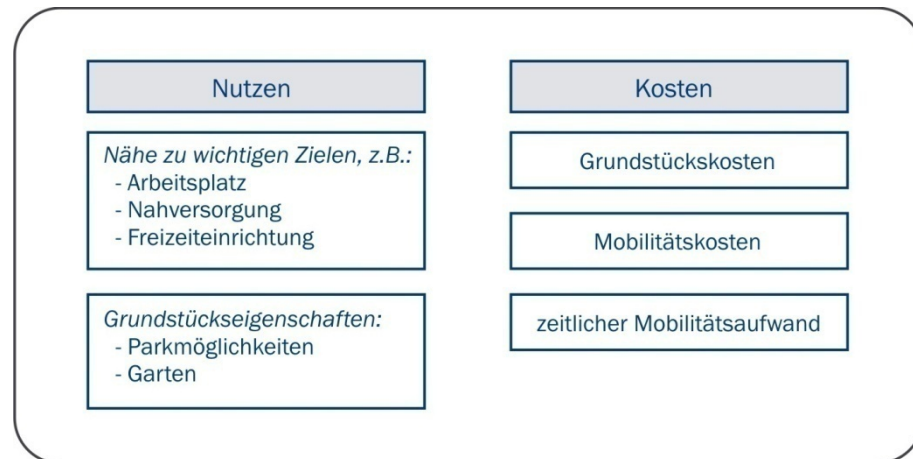 Nutzen
Nähe zu wichtigen Zielen, z.B.:
- Arbeitsplatz
- Nahversorgung
- Freizeiteinrichtung
Grundstückseigenschaften:
- Parkmöglichkeiten
- Garten
Kosten
Grundstückskosten
Mobilitätskosten
zeitlicher Mobilitätsaufwand